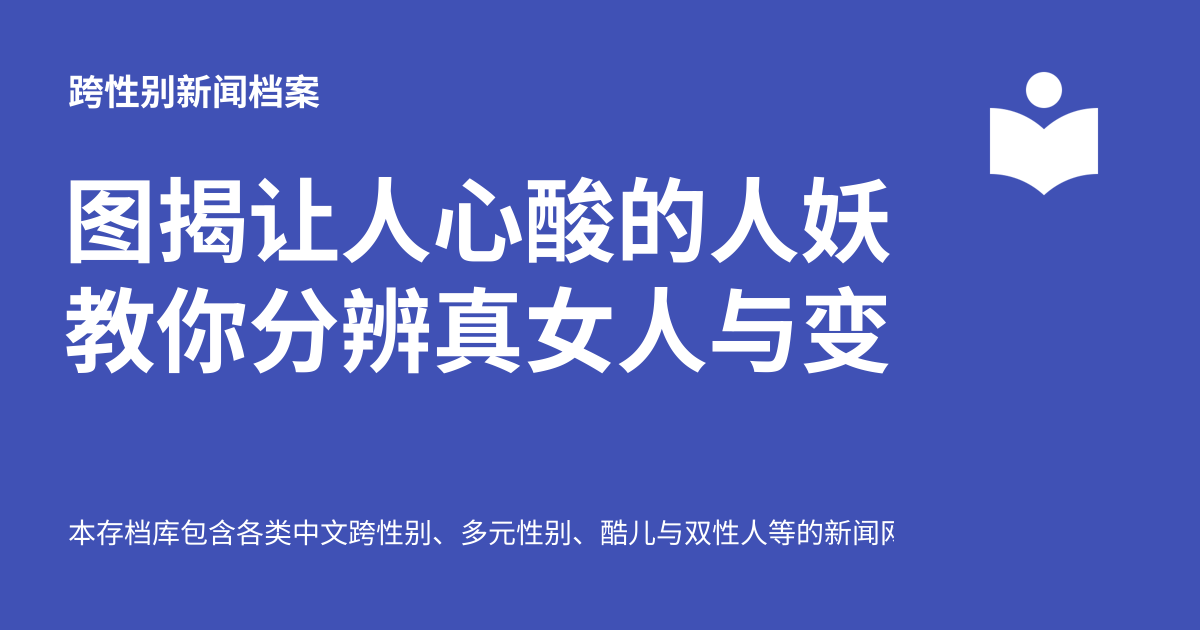 跨性别新闻档案
图揭让人心酸的人妖
教你分辨真女人与变
本存档库包含各类中文跨性别、多元性别、酷儿与双性人等的新闻